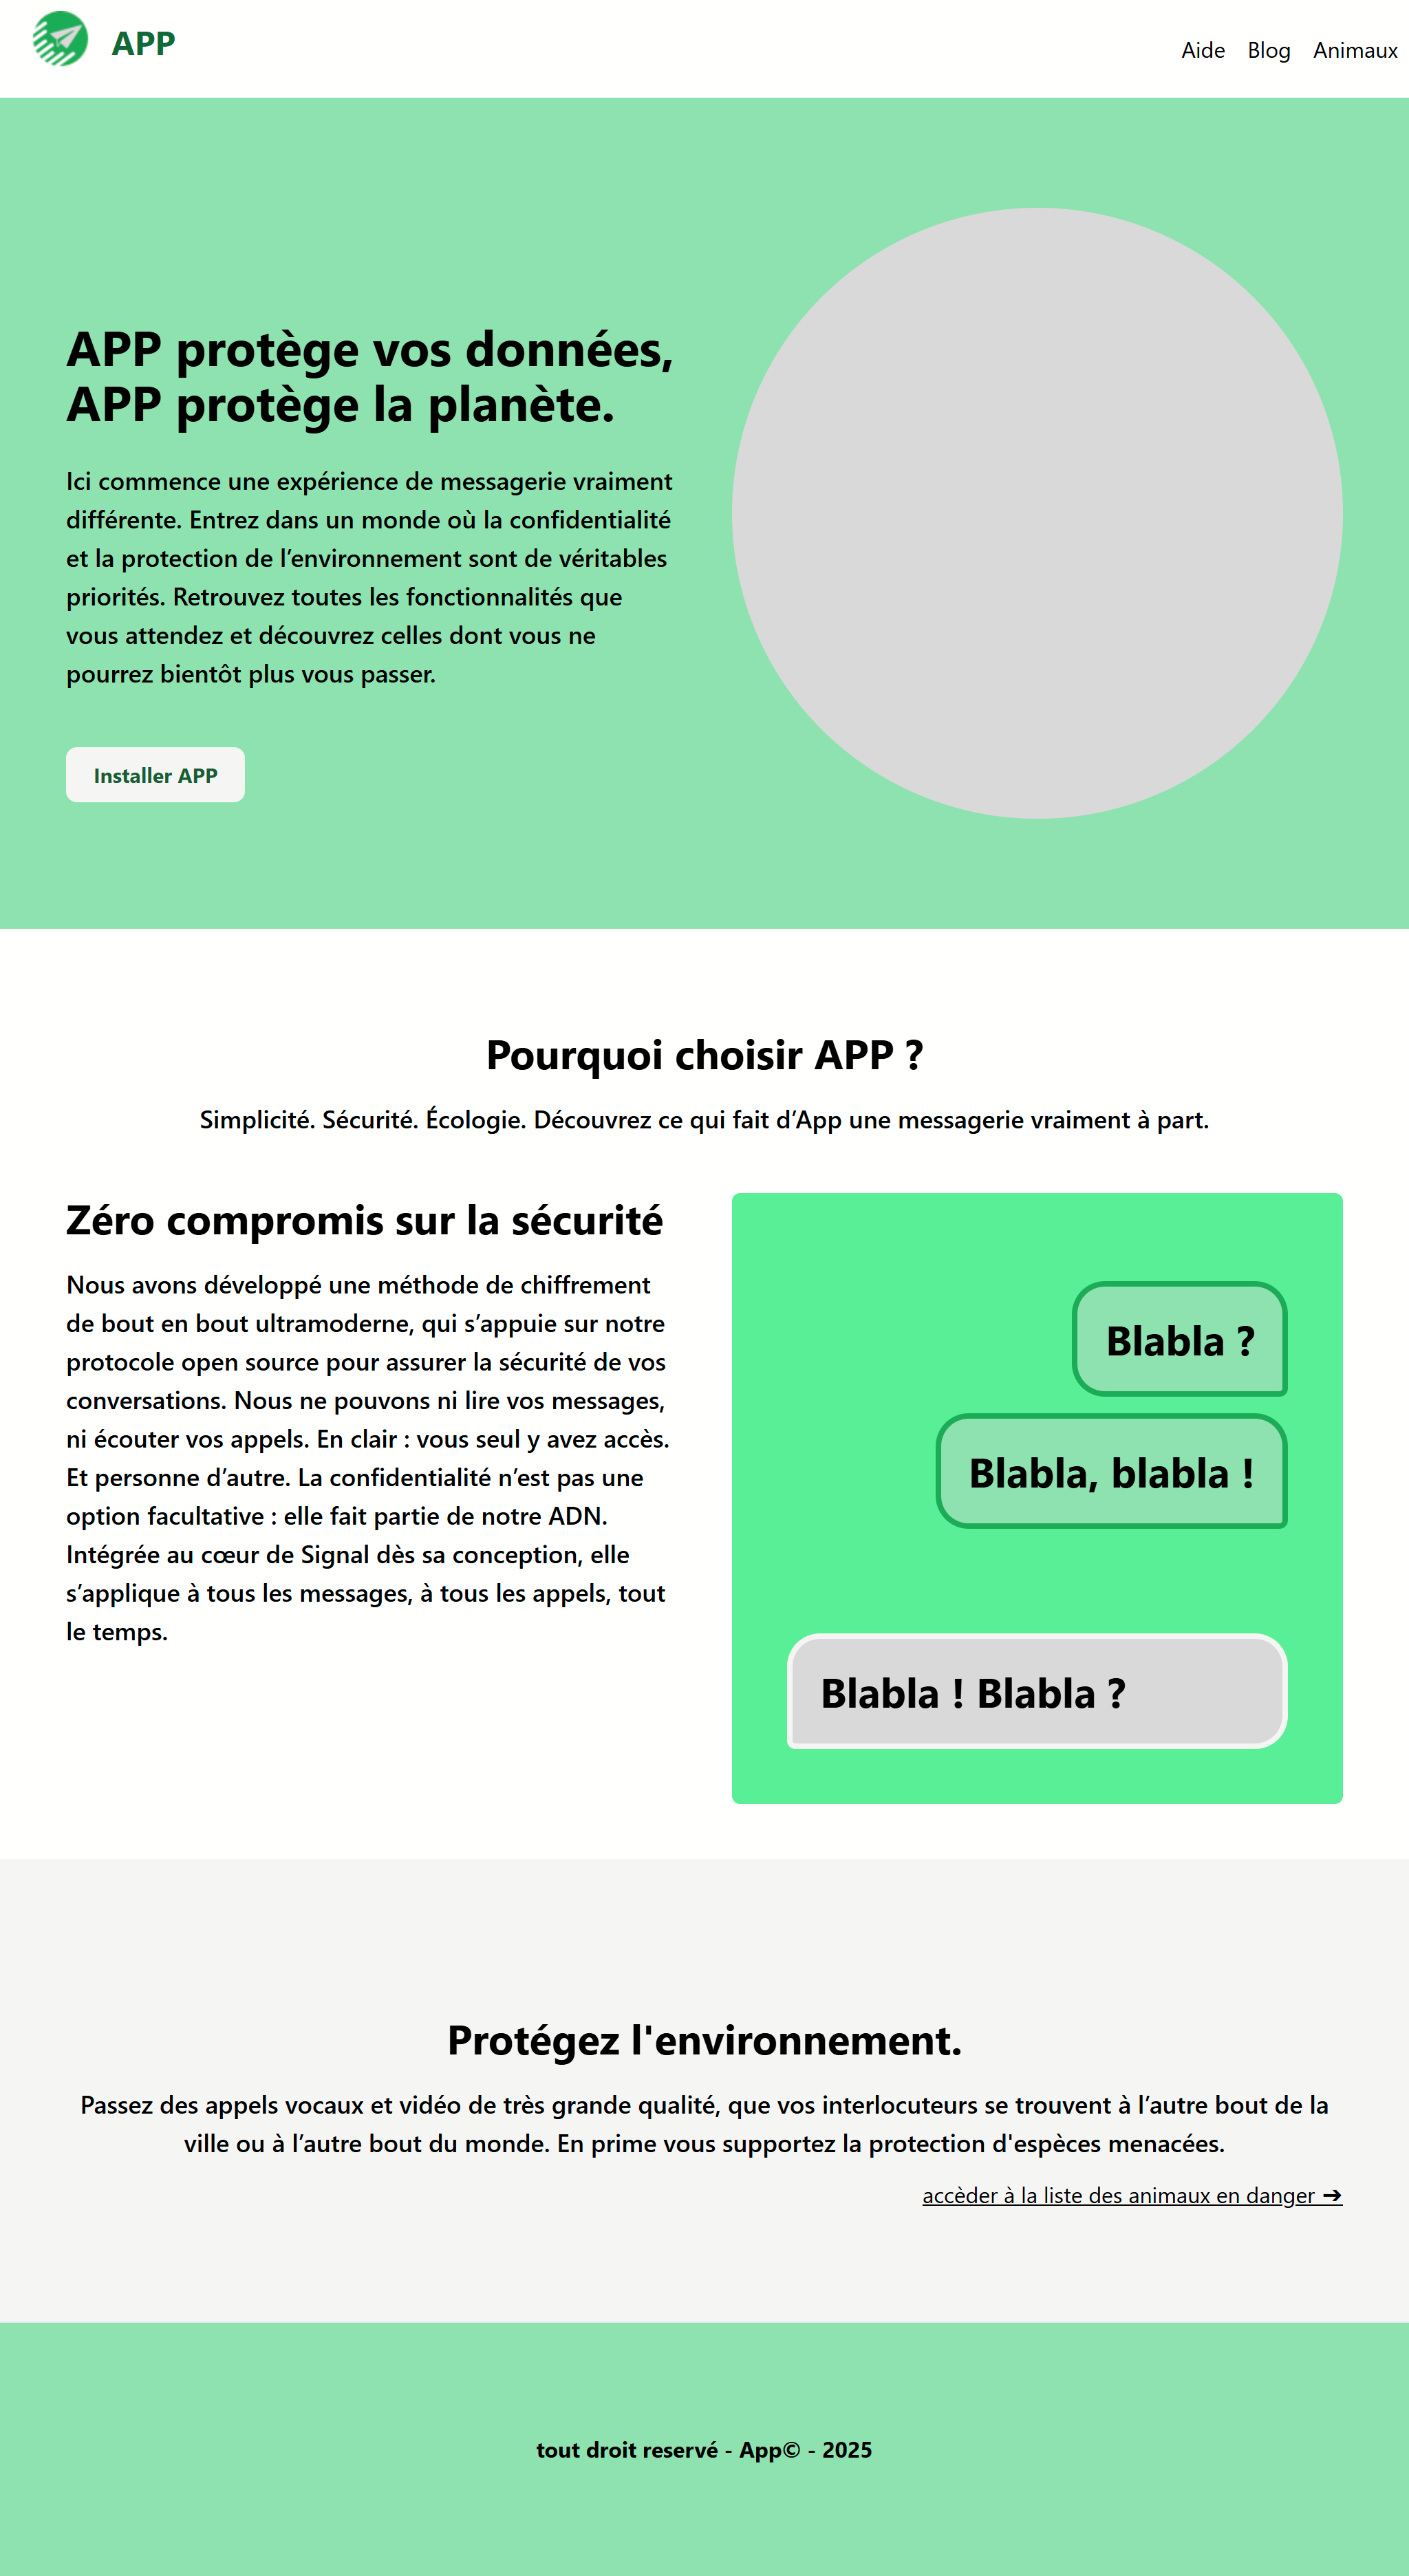 APP
Aide Blog Animaux
APP protège vos données,
APP protège la planète.
Ici commence une expérience de messagerie vraiment
différente. Entrez dans un monde où la confidentialité
et la protection de l’environnement sont de véritables
priorités. Retrouvez toutes les fonctionnalités que
vous attendez et découvrez celles dont vous ne
pourrez bientôt plus vous passer.
Installer APP
Pourquoi choisir APP ?
Simplicité. Sécurité. Écologie. Découvrez ce qui fait d’App une messagerie vraiment à part.
Zéro compromis sur la sécurité
Nous avons développé une méthode de chiffrement
de bout en bout ultramoderne, qui s’appuie sur notre
protocole open source pour assurer la sécurité de vos
conversations. Nous ne pouvons ni lire vos messages,
ni écouter vos appels. En clair : vous seul y avez accès.
Et personne d’autre. La confidentialité n’est pas une
option facultative : elle fait partie de notre ADN.
Intégrée au cœur de Signal dès sa conception, elle
s’applique à tous les messages, à tous les appels, tout
le temps.
Blabla ?
Blabla, blabla !
Blabla ! Blabla ?
Protégez l'environnement.
Passez des appels vocaux et vidéo de très grande qualité, que vos interlocuteurs se trouvent à l’autre bout de la
ville ou à l’autre bout du monde. En prime vous supportez la protection d'espèces menacées.
accèder à la liste des animaux en danger ➔
tout droit reservé - App© - 2025